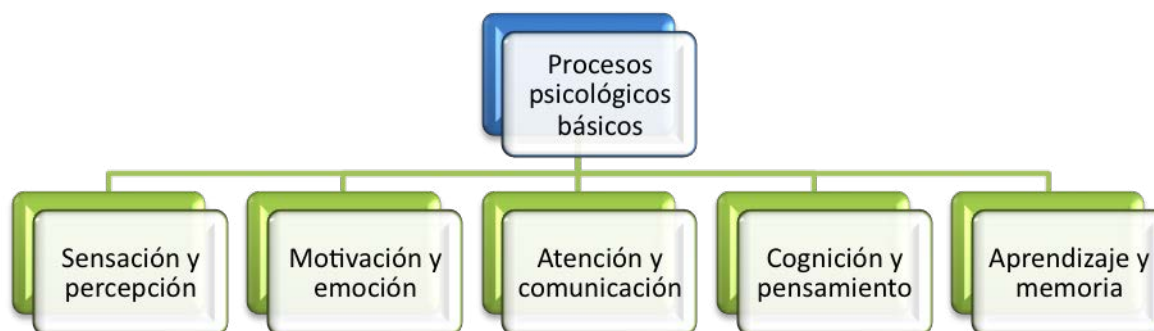 Procesos
psicológicos
básicos
Sensación y
percepción
Motivación y
emoción
Atención y
comunicación
Cognición y
pensamiento
Aprendizaje y
memoria